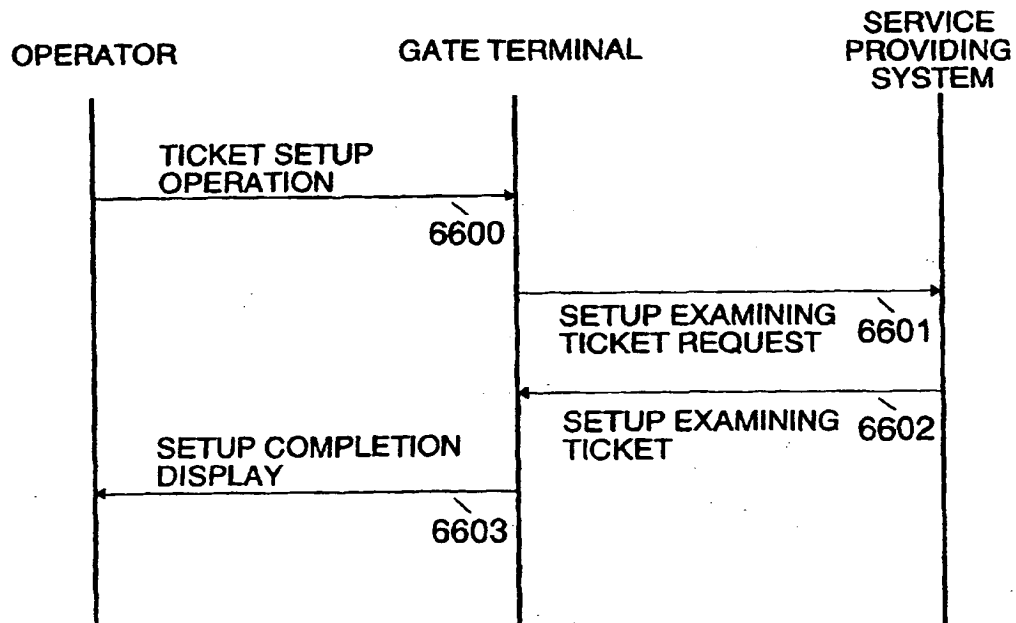 OPERATOR
GATE TERMINAL
SERVICE
PROVIDING
SYSTEM
TICKET SETUP
OPERATION
6600
SETUP EXAMINING
TICKET REQUEST
6601
SETUP EXAMINING
TICKET
6602
SETUP COMPLETION
DISPLAY
6603